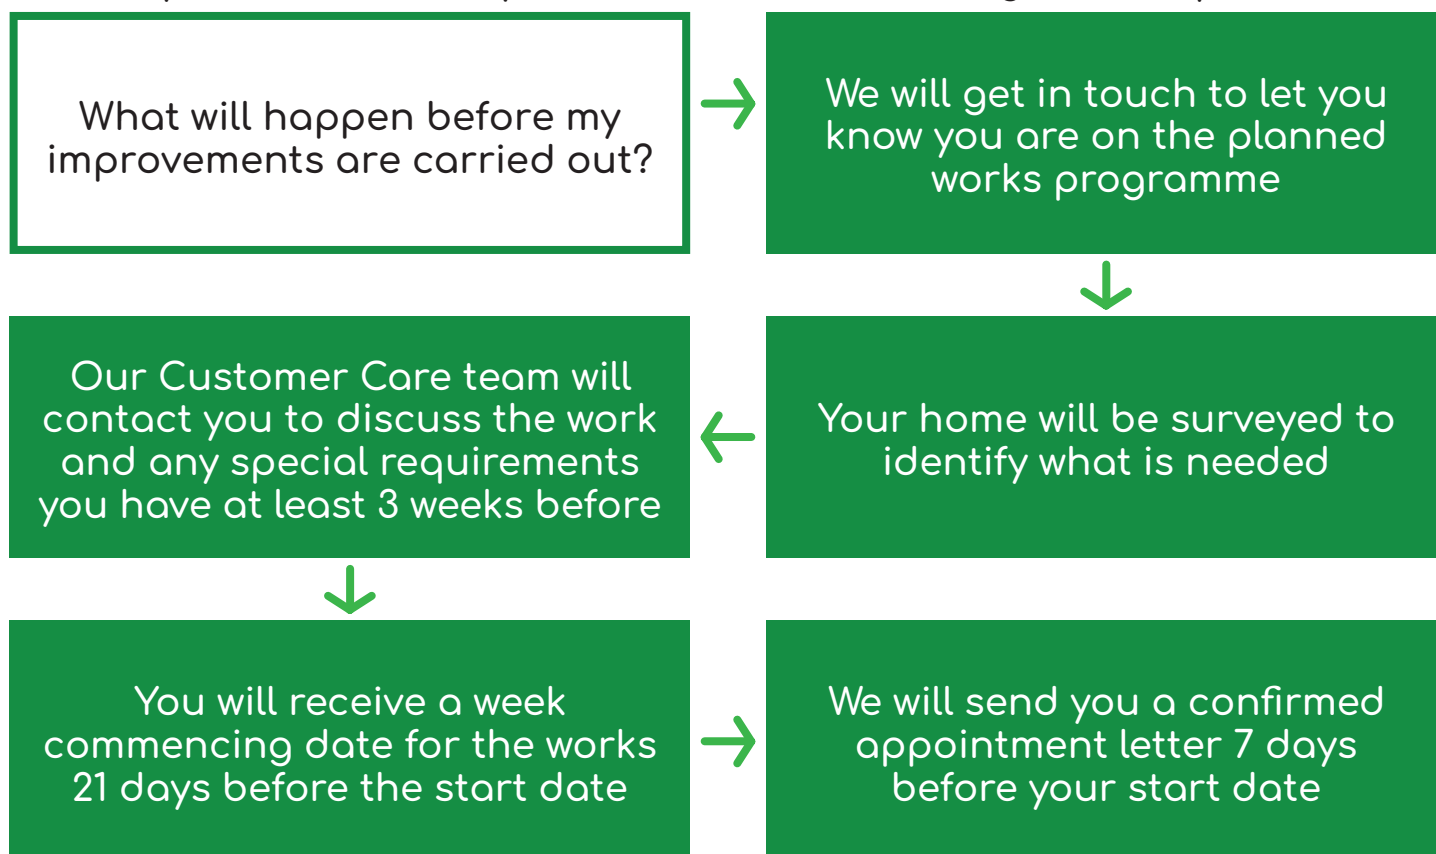 What will happen before my
improvements are carried out?
We will get in touch to let you
know you are on the planned
works programme
Your home will be surveyed to
identify what is needed
Our Customer Care team will
contact you to discuss the work
and any special requirements
you have at least 3 weeks before
You will receive a week
commencing date for the works
21 days before the start date
We will send you a confirmed
appointment letter 7 days
before your start date